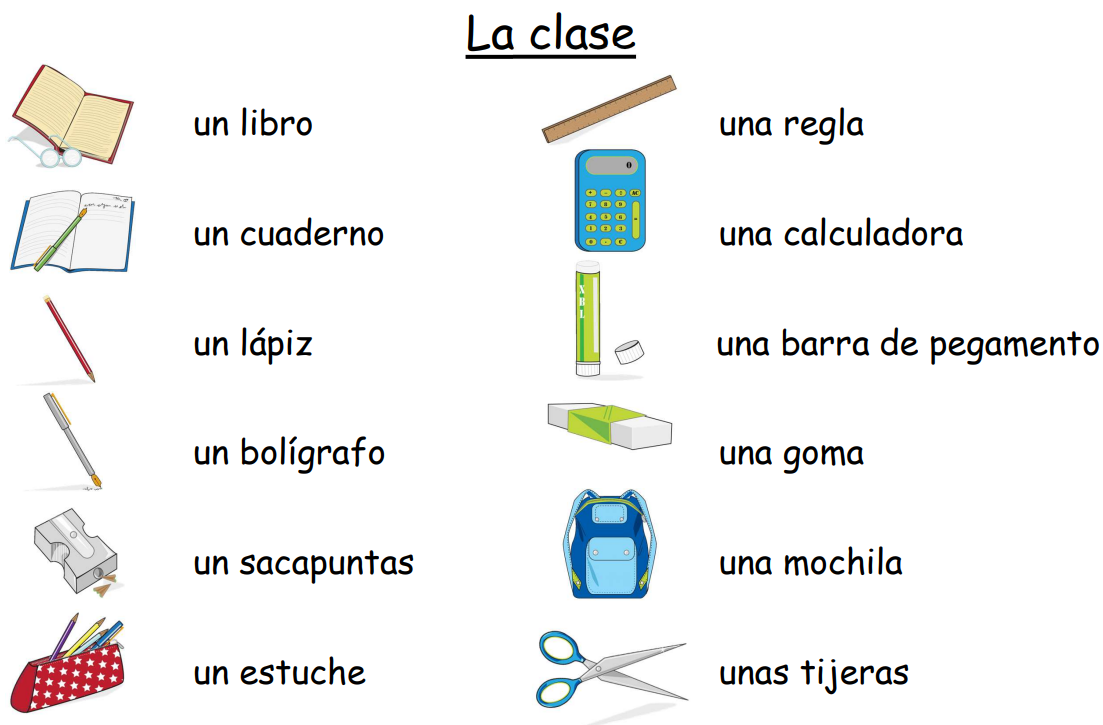 La clase
un libro
un cuaderno
un lápiz
un bolígrafo
un sacapuntas
un estuche
una regla
una calculadora
una barra de pegamento
una goma
una mochila
unas tijeras